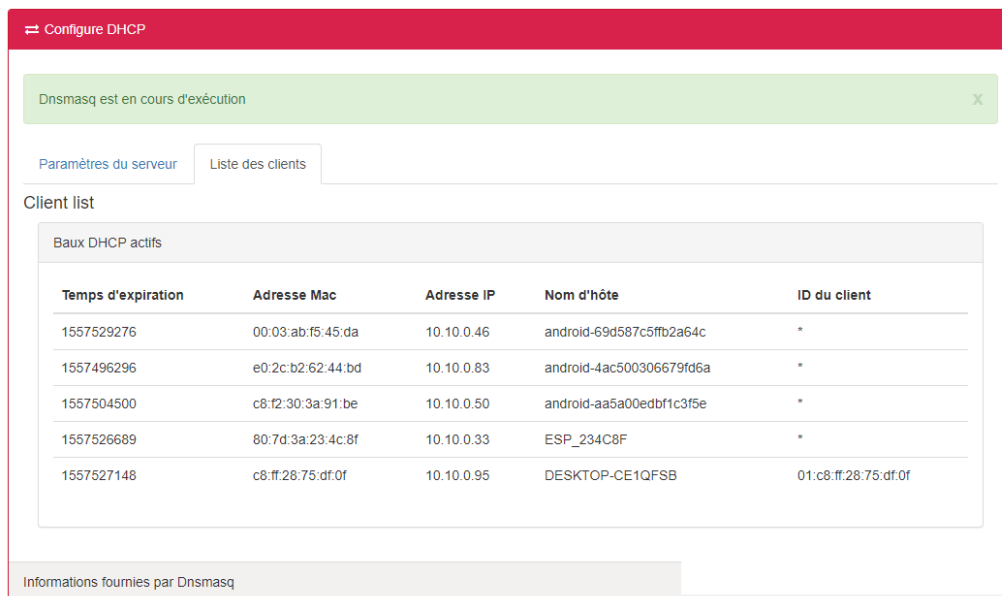 Configure DHCP
Dnsmasq est en cours d'exécution x
Paramètres du serveur Liste des clients
Client list
Baux DHCP actifs
Temps d'expiration Adresse Mac Adresse IP Nom d'hôte ID du client
1557529276 00:03:ab:f5:45:da 10.10.0.46 android-69d587c5ffb2a64c *
1557496296 e0:2c:b2:62:44:bd 10.10.0.83 android-4ac500306679fd6a *
1557504500 c8:f2:30:3a:91:be 10.10.0.50 android-aa5a00edbf1c3f5e *
1557526689 80:7d:3a:23:4c:8f 10.10.0.33 ESP_234C8F *
1557527148 c8:ff:28:75:df:0f 10.10.0.95 DESKTOP-CE1QFSB 01:c8:ff:28:75:df:0f
Informations fournies par Dnsmasq